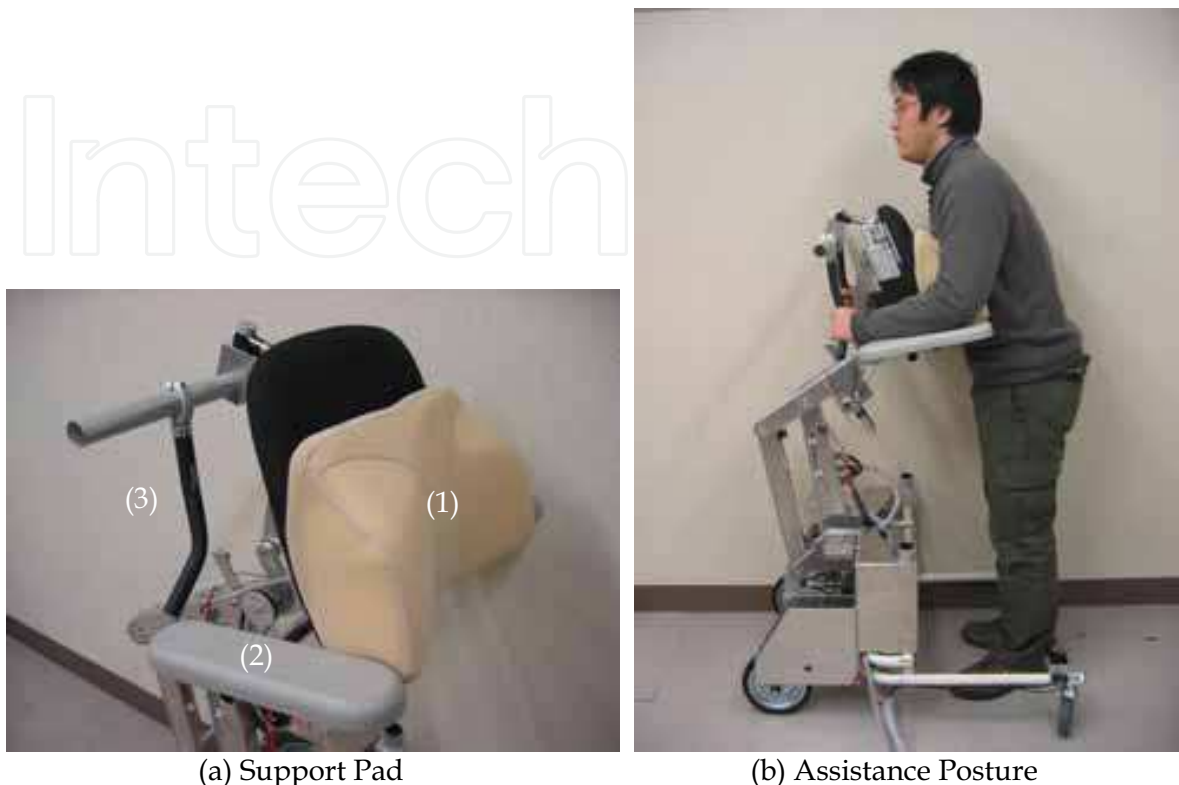 Intech
(1)
(3)
(2)
(a) Support Pad
(b) Assistance Posture